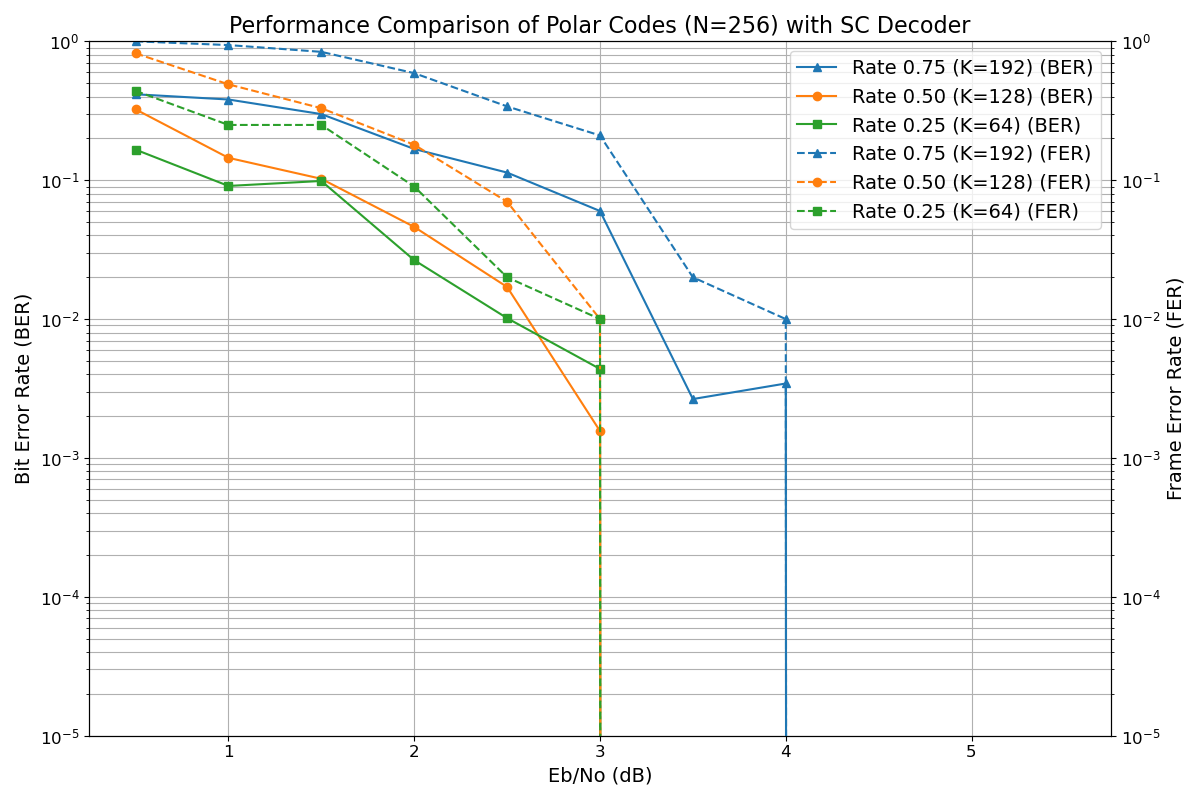 Performance Comparison of Polar Codes (N=256) with SC Decoder
Rate 0.75 (K=192) (BER)
Rate 0.50 (K=128) (BER)
Rate 0.25 (K=64) (BER)
Rate 0.75 (K=192) (FER)
Rate 0.50 (K=128) (FER)
Rate 0.25 (K=64) (FER)
Bit Error Rate (BER)
10⁰
10⁻¹
10⁻²
10⁻³
10⁻⁴
10⁻⁵
Frame Error Rate (FER)
10⁰
10⁻¹
10⁻²
10⁻³
10⁻⁴
10⁻⁵
1 2 3 4 5
Eb/No (dB)